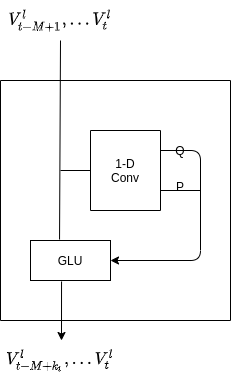 V^l_{t-M+1}, ... V^l_t
Q
1-D
Conv
P
GLU
V^l_{t-M+k_t}, ... V^l_t